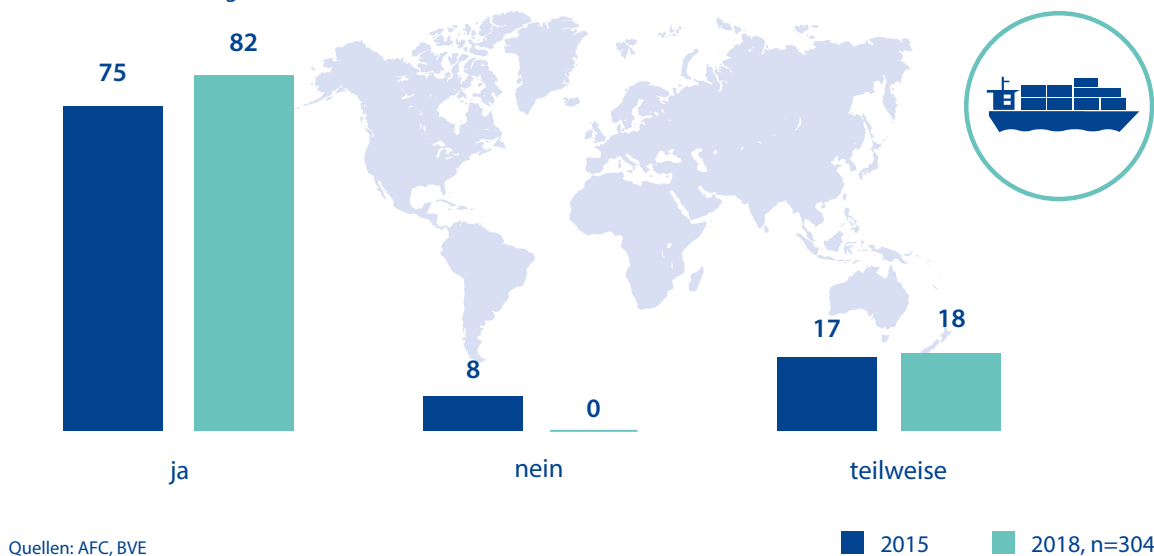 75
82
8
0
17
18
ja
nein
teilweise
Quellen: AFC, BVE
2015
2018, n=304